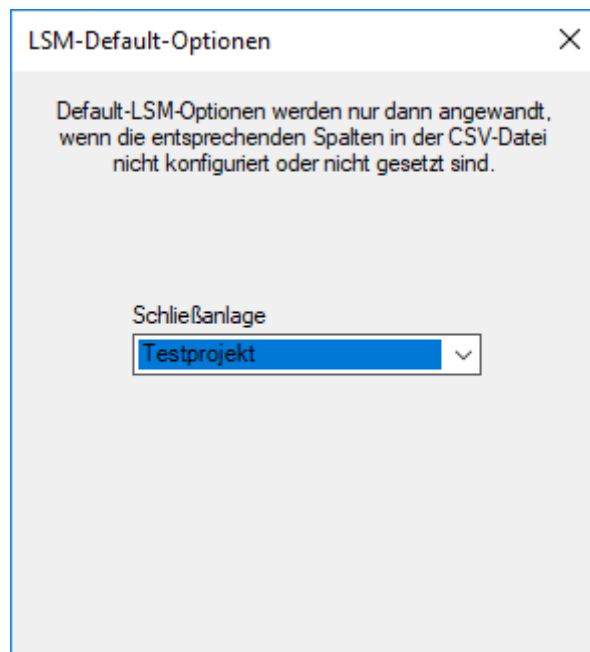 LSM-Default-Optionen
Default-LSM-Optionen werden nur dann angewandt,
wenn die entsprechenden Spalten in der CSV-Datei
nicht konfiguriert oder nicht gesetzt sind.
Schließanlage
Testprojekt